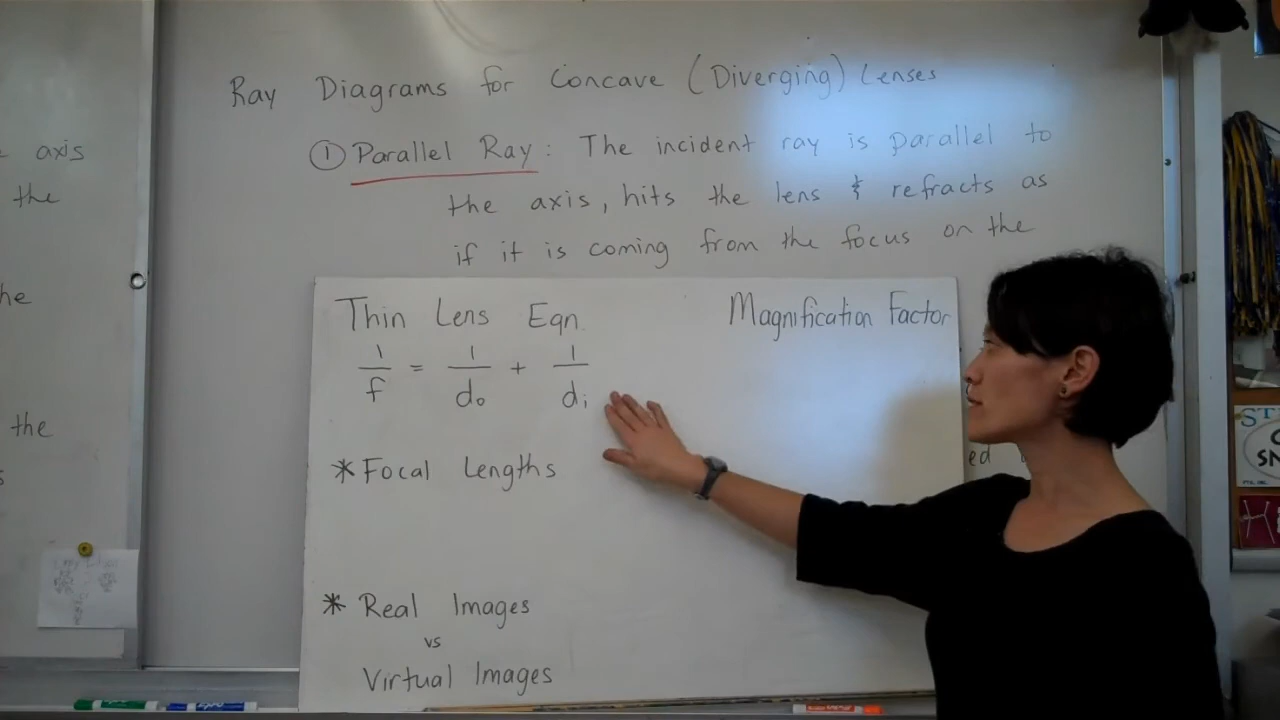 Ray Diagrams for Concave (Diverging) Lenses
① Parallel Ray: The incident ray is parallel to
the axis, hits the lens & refracts as
if it is coming from the focus on the
axis
the
he
the
s
Thin Lens Eqn
1/f = 1/do + 1/di
Magnification Factor
* Focal Lengths
* Real Images
vs
Virtual Images
ed
ST
SN
H